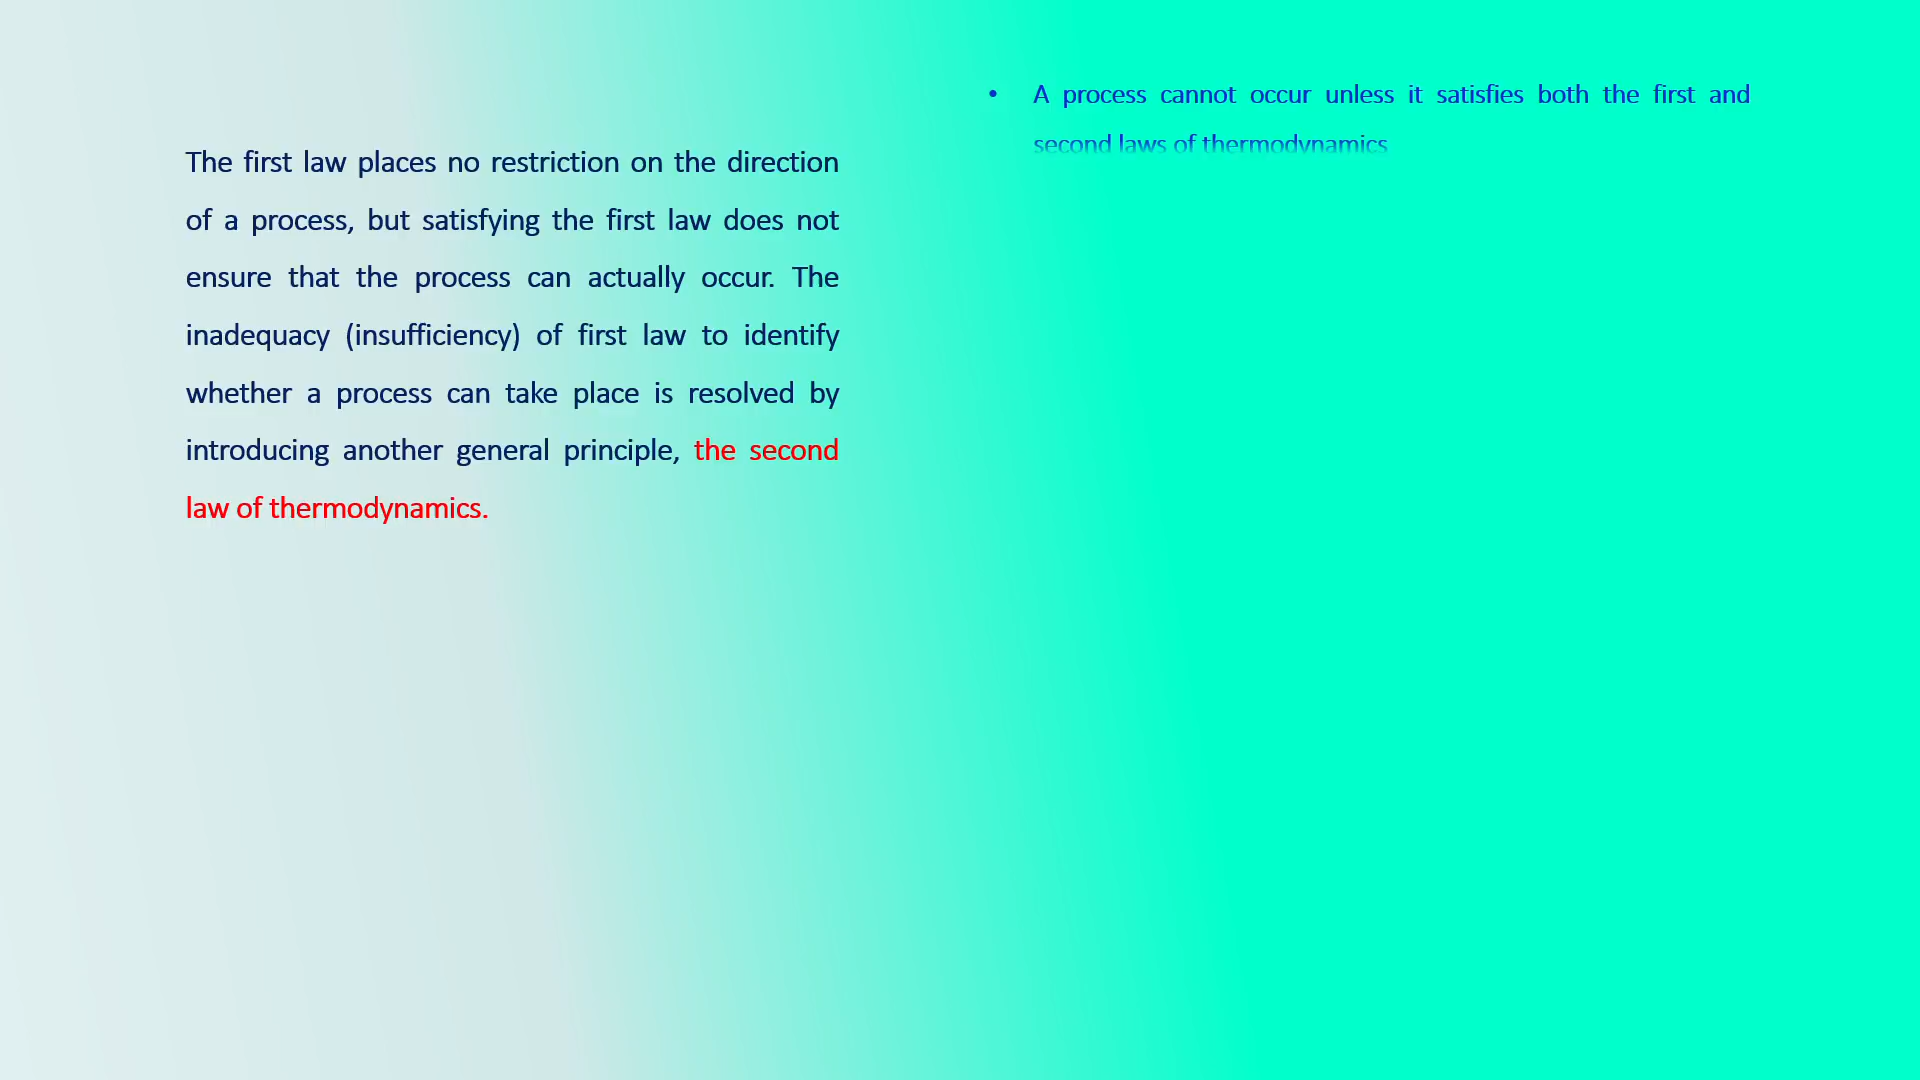 The first law places no restriction on the direction
of a process, but satisfying the first law does not
ensure that the process can actually occur. The
inadequacy (insufficiency) of first law to identify
whether a process can take place is resolved by
introducing another general principle, the second
law of thermodynamics.
• A process cannot occur unless it satisfies both the first and
second laws of thermodynamics